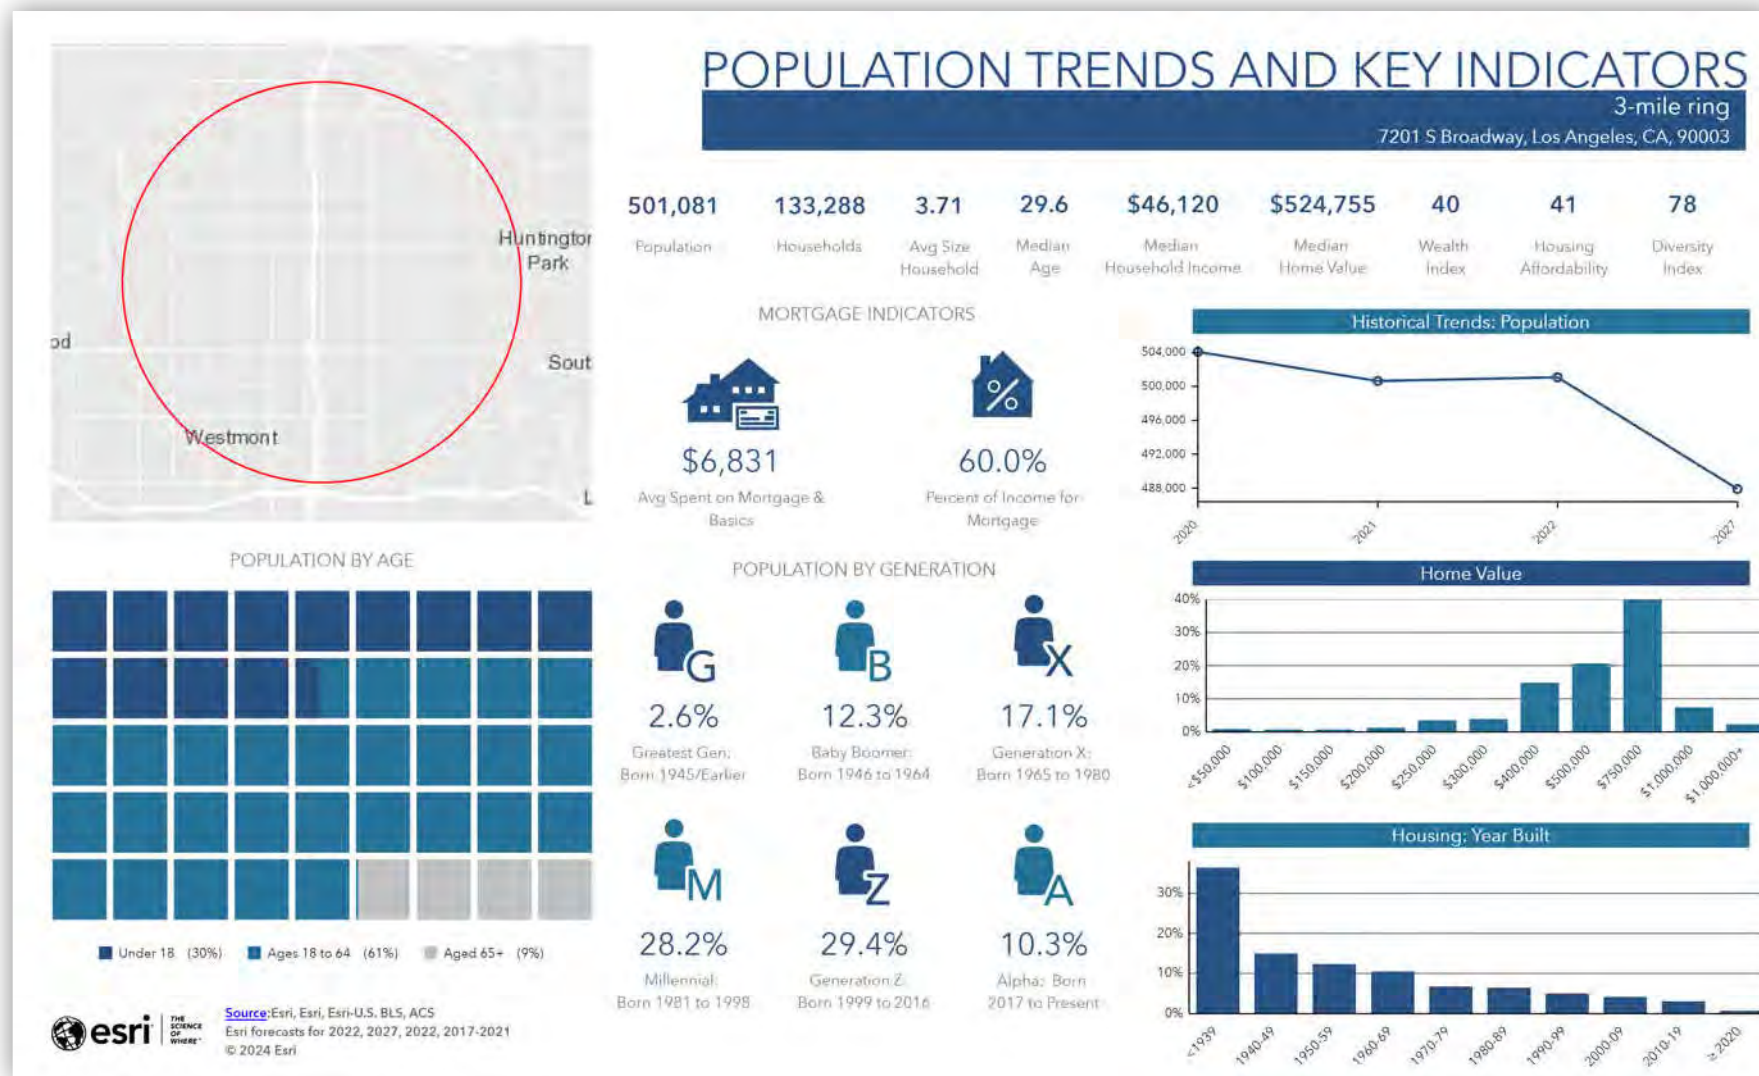 POPULATION TRENDS AND KEY INDICATORS
3-mile ring
7201 S Broadway, Los Angeles, CA, 90003
Huntington
Park
od
Sout
Westmont
L
501,081
Population
133,288
Households
3.71
Avg Size
Household
29.6
Median
Age
$46,120
Median
Household Income
$524,755
Median
Home Value
40
Wealth
Index
41
Housing
Affordability
78
Diversity
Index
MORTGAGE INDICATORS
$6,831
Avg Spent on Mortgage &
Basics
%
60.0%
Percent of Income for
Mortgage
Historical Trends: Population
504,000
500,000
496,000
492,000
488,000
2020
2021
2022
2027
POPULATION BY AGE
Under 18 (30%)
Ages 18 to 64 (61%)
Aged 65+ (9%)
POPULATION BY GENERATION
G
2.6%
Greatest Gen:
Born 1945/Earlier
B
12.3%
Baby Boomer:
Born 1946 to 1964
X
17.1%
Generation X:
Born 1965 to 1980
M
28.2%
Millennial:
Born 1981 to 1998
Z
29.4%
Generation Z:
Born 1999 to 2016
A
10.3%
Alpha: Born
2017 to Present
Home Value
40%
30%
20%
10%
0%
<$50,000
$100,000
$150,000
$200,000
$250,000
$300,000
$400,000
$500,000
$750,000
$1,000,000
$1,000,000+
Housing: Year Built
30%
20%
10%
0%
<1939
1940-49
1950-59
1960-69
1970-79
1980-89
1990-99
2000-09
2010-19
≥ 2020
esri
THE
SCIENCE
OF
WHERE
Source:Esri, Esri, Esri-U.S. BLS, ACS
Esri forecasts for 2022, 2027, 2022, 2017-2021
© 2024 Esri